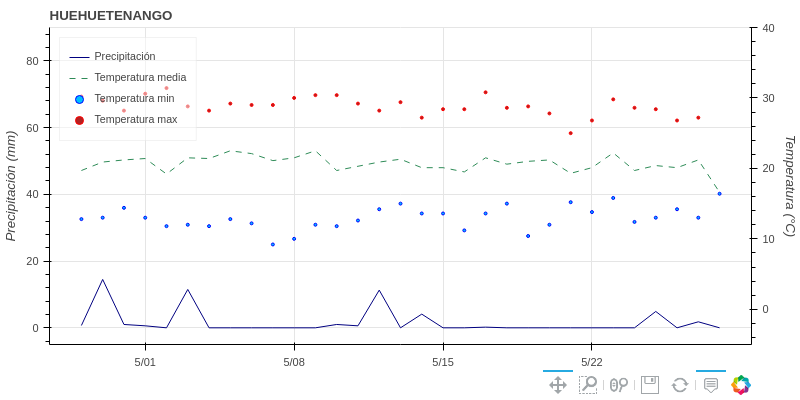 HUEHUETENANGO
Precipitación
Temperatura media
Temperatura min
Temperatura max
Precipitación (mm)
80
60
40
20
0
Temperatura (°C)
40
30
20
10
0
5/01
5/08
5/15
5/22